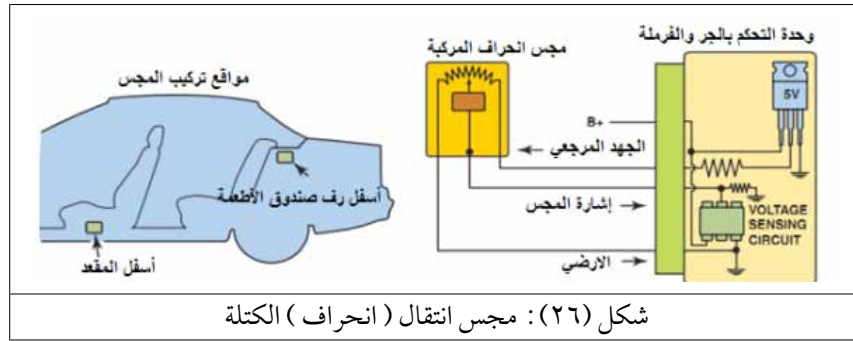 وحدة التحكم بالجر والفرملة
مجس انحراف المركبة
مواقع تركيب المجس
5V
B+
الجهد المرجعي
أسفل رف صندوق الأطعمة
إشارة المجس
VOLTAGE
SENSING
CIRCUIT
أسفل المقعد
الارضي
شكل (٢٦): مجس انتقال ( انحراف ) الكتلة